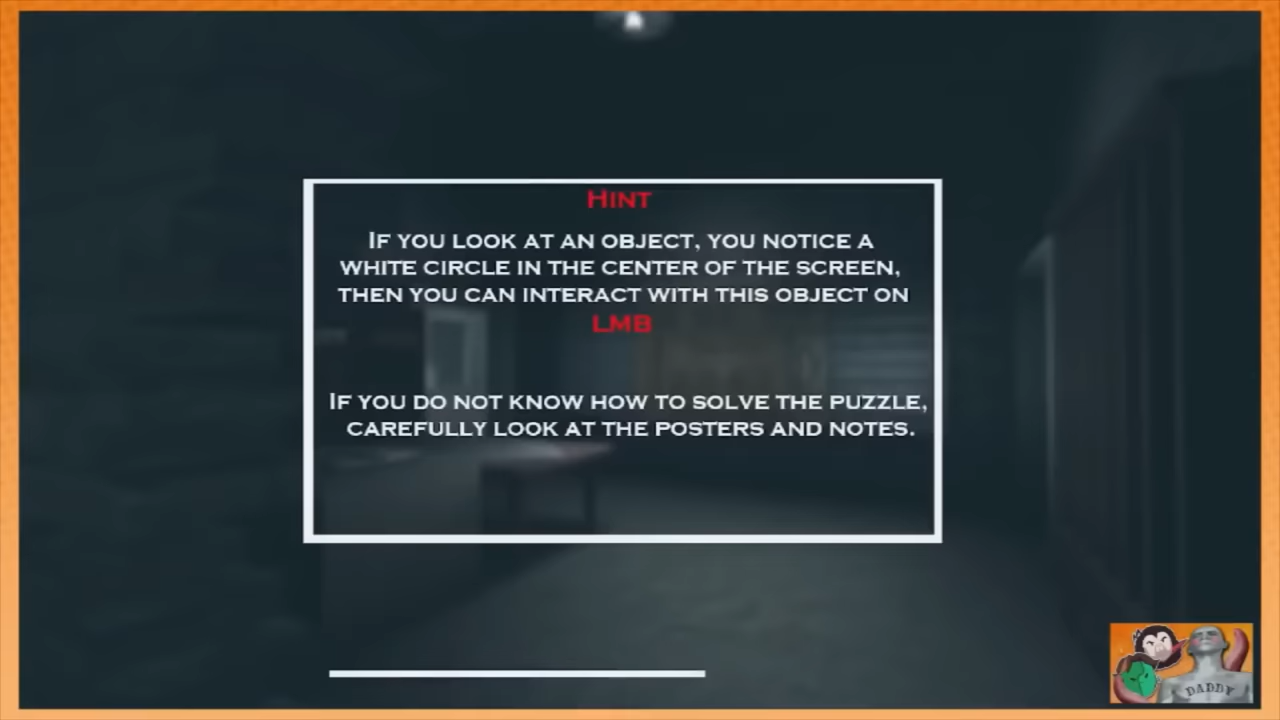 HINT
IF YOU LOOK AT AN OBJECT, YOU NOTICE A
WHITE CIRCLE IN THE CENTER OF THE SCREEN,
THEN YOU CAN INTERACT WITH THIS OBJECT ON
LMB
IF YOU DO NOT KNOW HOW TO SOLVE THE PUZZLE,
CAREFULLY LOOK AT THE POSTERS AND NOTES.
DADDY